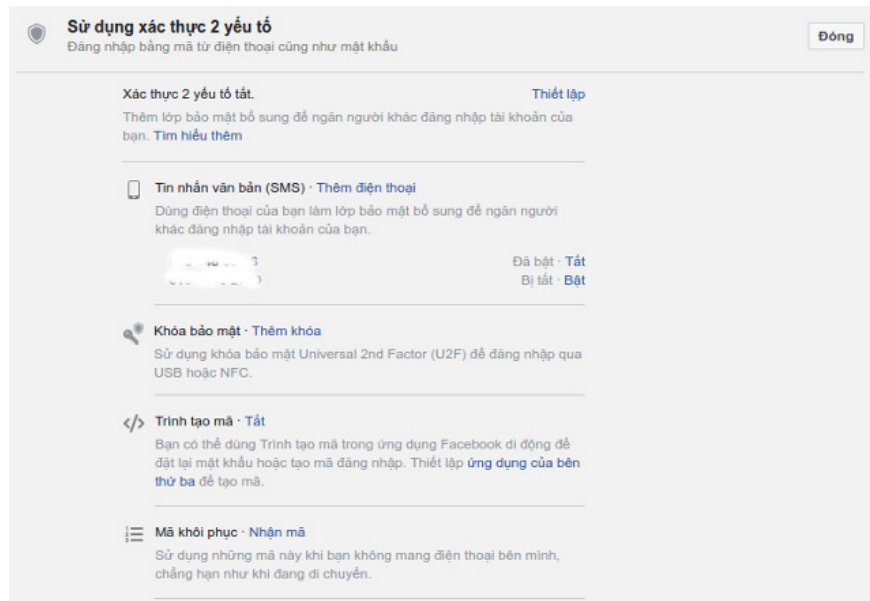 Sử dụng xác thực 2 yếu tố
Đăng nhập bằng mã từ điện thoại cũng như mật khẩu
Đóng
Xác thực 2 yếu tố tắt. Thiết lập
Thêm lớp bảo mật bổ sung để ngăn người khác đăng nhập tài khoản của
bạn. Tìm hiểu thêm
Tin nhắn văn bản (SMS) · Thêm điện thoại
Dùng điện thoại của bạn làm lớp bảo mật bổ sung để ngăn người
khác đăng nhập tài khoản của bạn.
Đã bật · Tắt
Bị tắt · Bật
Khóa bảo mật · Thêm khóa
Sử dụng khóa bảo mật Universal 2nd Factor (U2F) để đăng nhập qua
USB hoặc NFC.
Trình tạo mã · Tắt
Bạn có thể dùng Trình tạo mã trong ứng dụng Facebook di động để
đặt lại mật khẩu hoặc tạo mã đăng nhập. Thiết lập ứng dụng của bên
thứ ba để tạo mã.
Mã khôi phục · Nhận mã
Sử dụng những mã này khi bạn không mang điện thoại bên mình,
chẳng hạn như khi đang di chuyển.